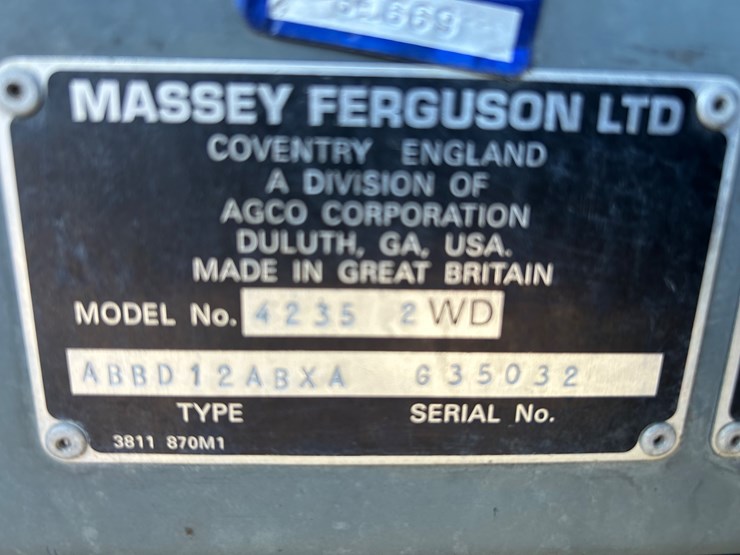 MASSEY FERGUSON LTD
COVENTRY ENGLAND
A DIVISION OF
AGCO CORPORATION
DULUTH, GA, USA.
MADE IN GREAT BRITAIN
MODEL No. 4235 2WD
ABBD12ABXA G35032
TYPE SERIAL No.
3811 870M1